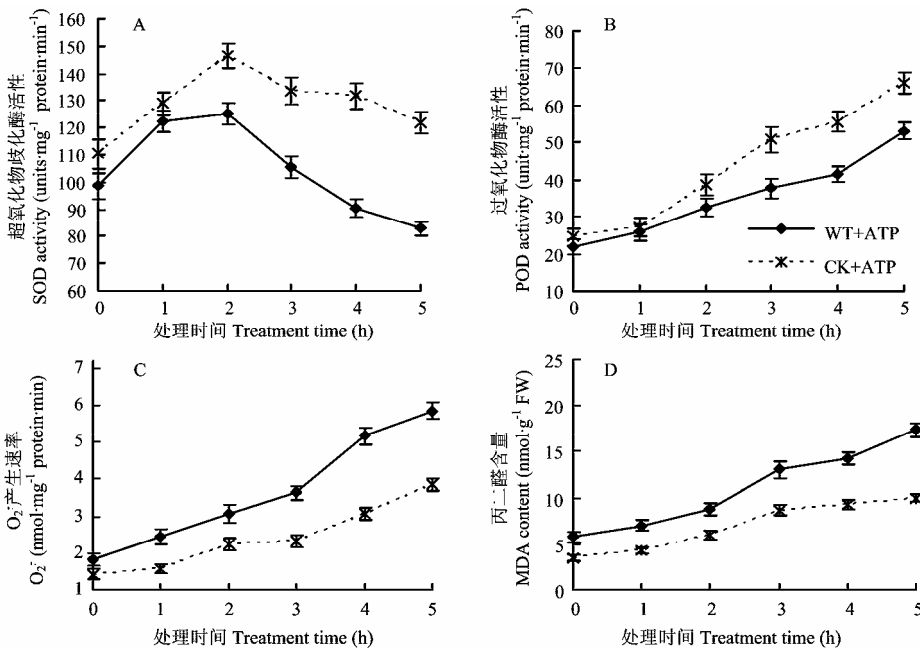 A
超氧化物歧化酶活性
SOD activity (units·mg⁻¹ protein·min⁻¹)
160
150
140
130
120
110
100
90
80
70
60
0 1 2 3 4 5
处理时间 Treatment time (h)
B
过氧化物酶活性
POD activity (unit·mg⁻¹ protein·min⁻¹)
80
70
60
50
40
30
20
10
0 1 2 3 4 5
处理时间 Treatment time (h)
WT+ATP
CK+ATP
C
O₂⁻产生速率
O₂⁻ (nmol·mg⁻¹ protein·min)
7
6
5
4
3
2
1
0 1 2 3 4 5
处理时间 Treatment time (h)
D
丙二醛含量
MDA content (nmol·g⁻¹ FW)
25
20
15
10
5
0
0 1 2 3 4 5
处理时间 Treatment time (h)